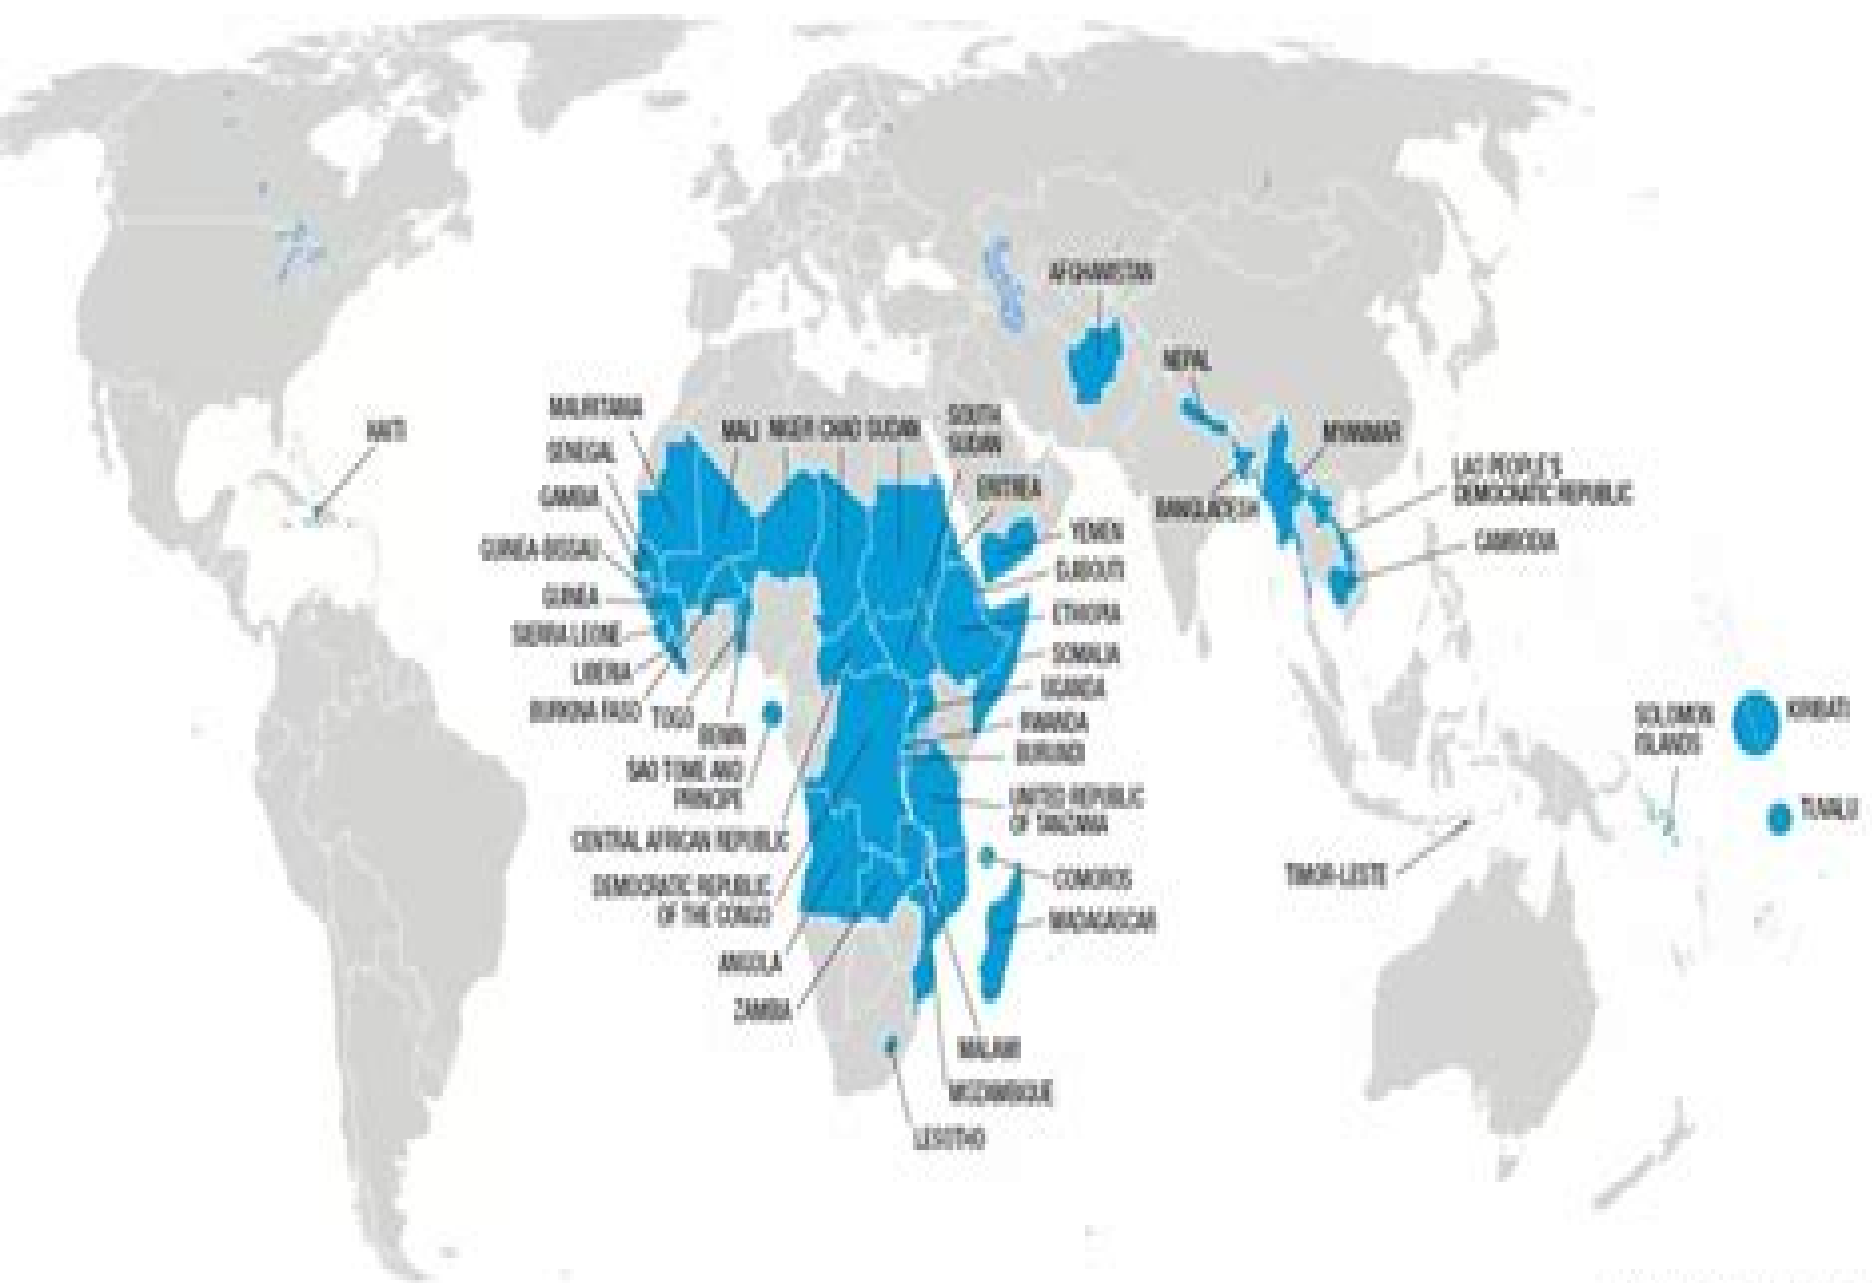 AFGHANISTAN
NEPAL
MAURITANIA
SENEGAL
GAMBIA
GUINEA-BISSAU
GUINEA
SIERRA LEONE
LIBERIA
BURKINA FASO
TOGO
BENIN
SAO TOME AND
PRINCIPE
CENTRAL AFRICAN REPUBLIC
DEMOCRATIC REPUBLIC
OF THE CONGO
ANGOLA
ZAMBIA
HAITI
MALI
NIGER
CHAD
SUDAN
SOUTH
SUDAN
ERITREA
YEMEN
DJIBOUTI
ETHIOPIA
SOMALIA
UGANDA
RWANDA
BURUNDI
UNITED REPUBLIC
OF TANZANIA
COMOROS
MADAGASCAR
MALAWI
MOZAMBIQUE
LESOTHO
MYANMAR
BANGLADESH
LAO PEOPLE'S
DEMOCRATIC REPUBLIC
CAMBODIA
TIMOR-LESTE
SOLOMON
ISLANDS
KIRIBATI
TUVALU